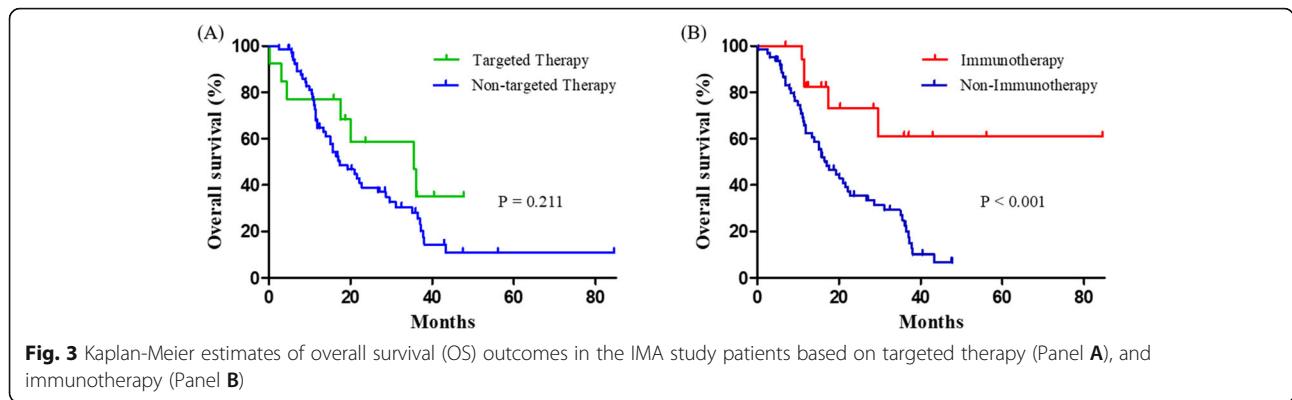 (A)
Overall survival (%)
100
80
60
40
20
0
Targeted Therapy
Non-targeted Therapy
P = 0.211
0 20 40 60 80
Months
(B)
Overall survival (%)
100
80
60
40
20
0
Immunotherapy
Non-Immunotherapy
P < 0.001
0 20 40 60 80
Months
Fig. 3 Kaplan-Meier estimates of overall survival (OS) outcomes in the IMA study patients based on targeted therapy (Panel A), and
immunotherapy (Panel B)